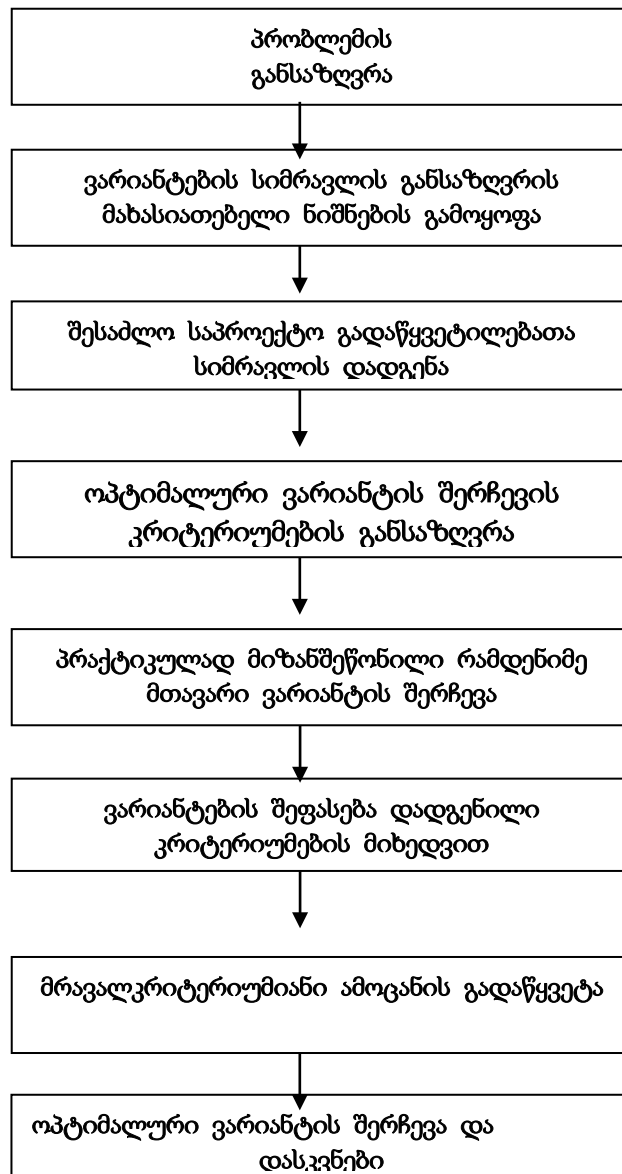 პრობლემის
განსაზღვრა
ვარიანტების სიმრავლის განსაზღვრის
მახასიათებელი ნიშნების გამოყოფა
შესაძლო საპროექტო გადაწყვეტილებათა
სიმრავლის დადგენა
ოპტიმალური ვარიანტის შერჩევის
კრიტერიუმების განსაზღვრა
პრაქტიკულად მიზანშეწონილი რამდენიმე
მთავარი ვარიანტის შერჩევა
ვარიანტების შეფასება დადგენილი
კრიტერიუმების მიხედვით
მრავალკრიტერიუმიანი ამოცანის გადაწყვეტა
ოპტიმალური ვარიანტის შერჩევა და
დასკვნები